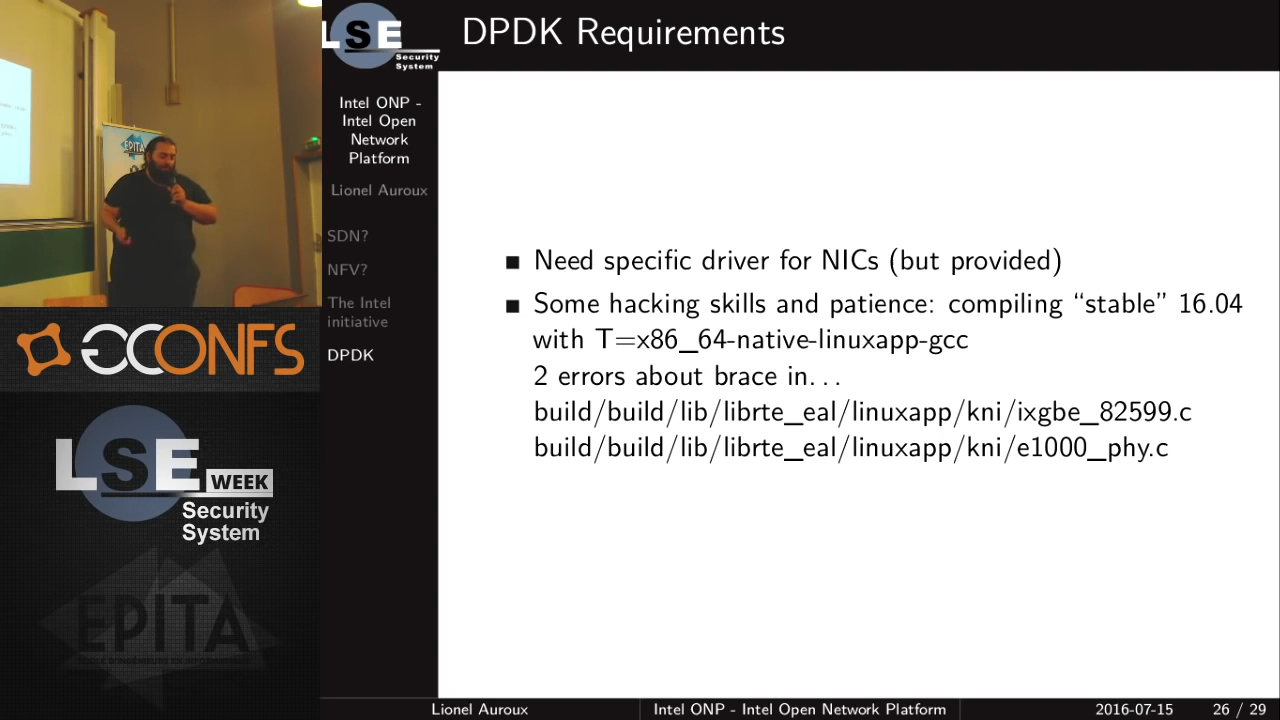 LSE
Security
System
DPDK Requirements
Intel ONP -
Intel Open
Network
Platform
Lionel Auroux
SDN?
NFV?
The Intel
initiative
DPDK
■ Need specific driver for NICs (but provided)
■ Some hacking skills and patience: compiling “stable” 16.04
with T=x86_64-native-linuxapp-gcc
2 errors about brace in...
build/build/lib/librte_eal/linuxapp/kni/ixgbe_82599.c
build/build/lib/librte_eal/linuxapp/kni/e1000_phy.c
Lionel Auroux
Intel ONP - Intel Open Network Platform
2016-07-15
26 / 29
EPITA
GCONFS
LSE WEEK
Security
System
EPITA